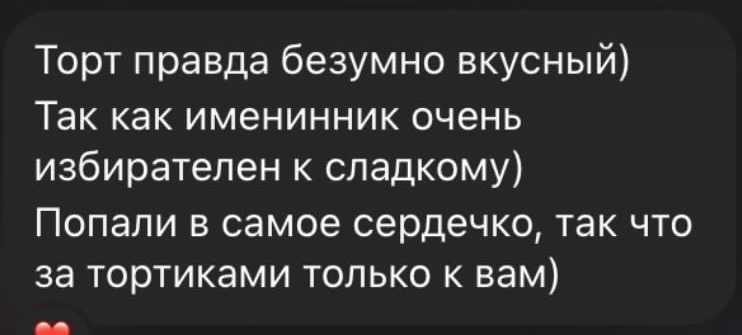 Торт правда безумно вкусный)
Так как именинник очень
избирателен к сладкому)
Попали в самое сердечко, так что
за тортиками только к вам)